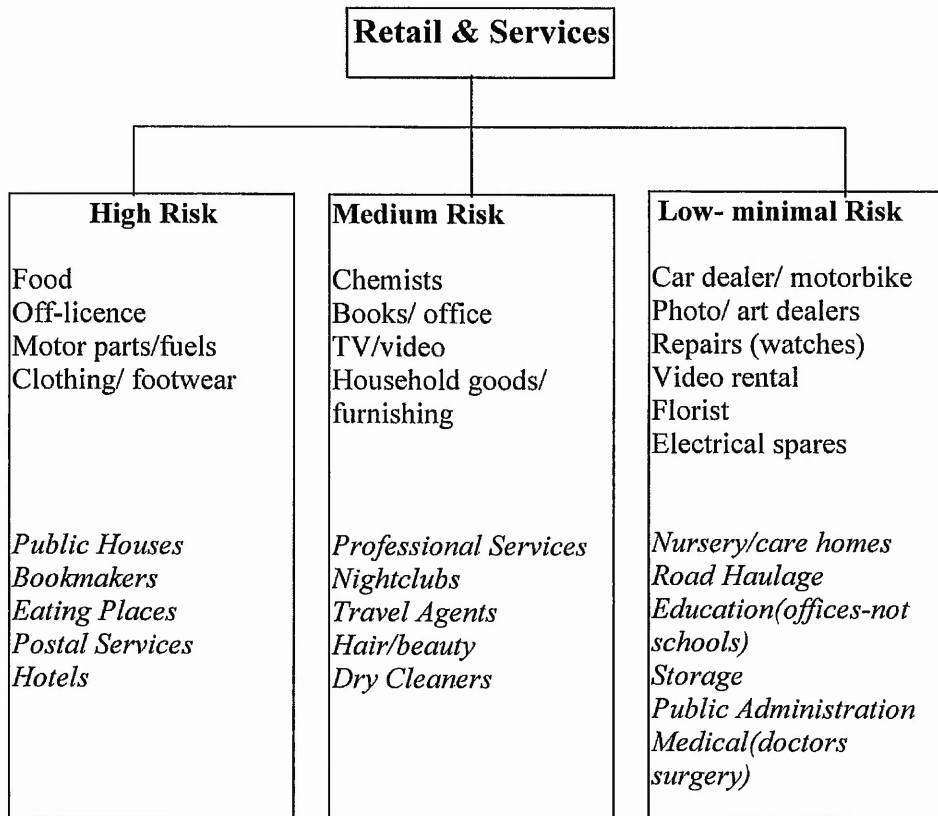 Retail & Services
High Risk
Food
Off-licence
Motor parts/fuels
Clothing/ footwear
Public Houses
Bookmakers
Eating Places
Postal Services
Hotels
Medium Risk
Chemists
Books/ office
TV/video
Household goods/
furnishing
Professional Services
Nightclubs
Travel Agents
Hair/beauty
Dry Cleaners
Low- minimal Risk
Car dealer/ motorbike
Photo/ art dealers
Repairs (watches)
Video rental
Florist
Electrical spares
Nursery/care homes
Road Haulage
Education(offices-not
schools)
Storage
Public Administration
Medical(doctors
surgery)